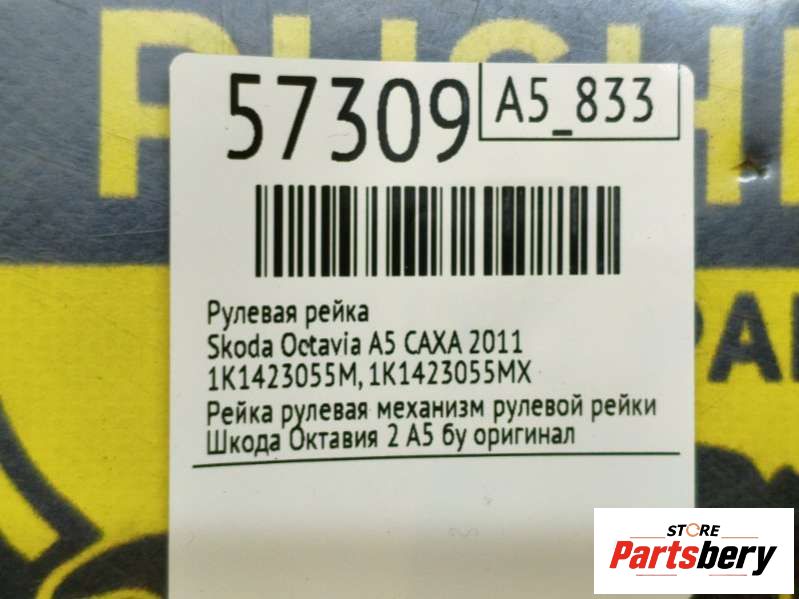 57309
A5_833
Рулевая рейка
Skoda Octavia A5 CAXA 2011
1K1423055M, 1K1423055MX
Рейка рулевая механизм рулевой рейки
Шкода Октавия 2 А5 бу оригинал
STORE
Partsbery